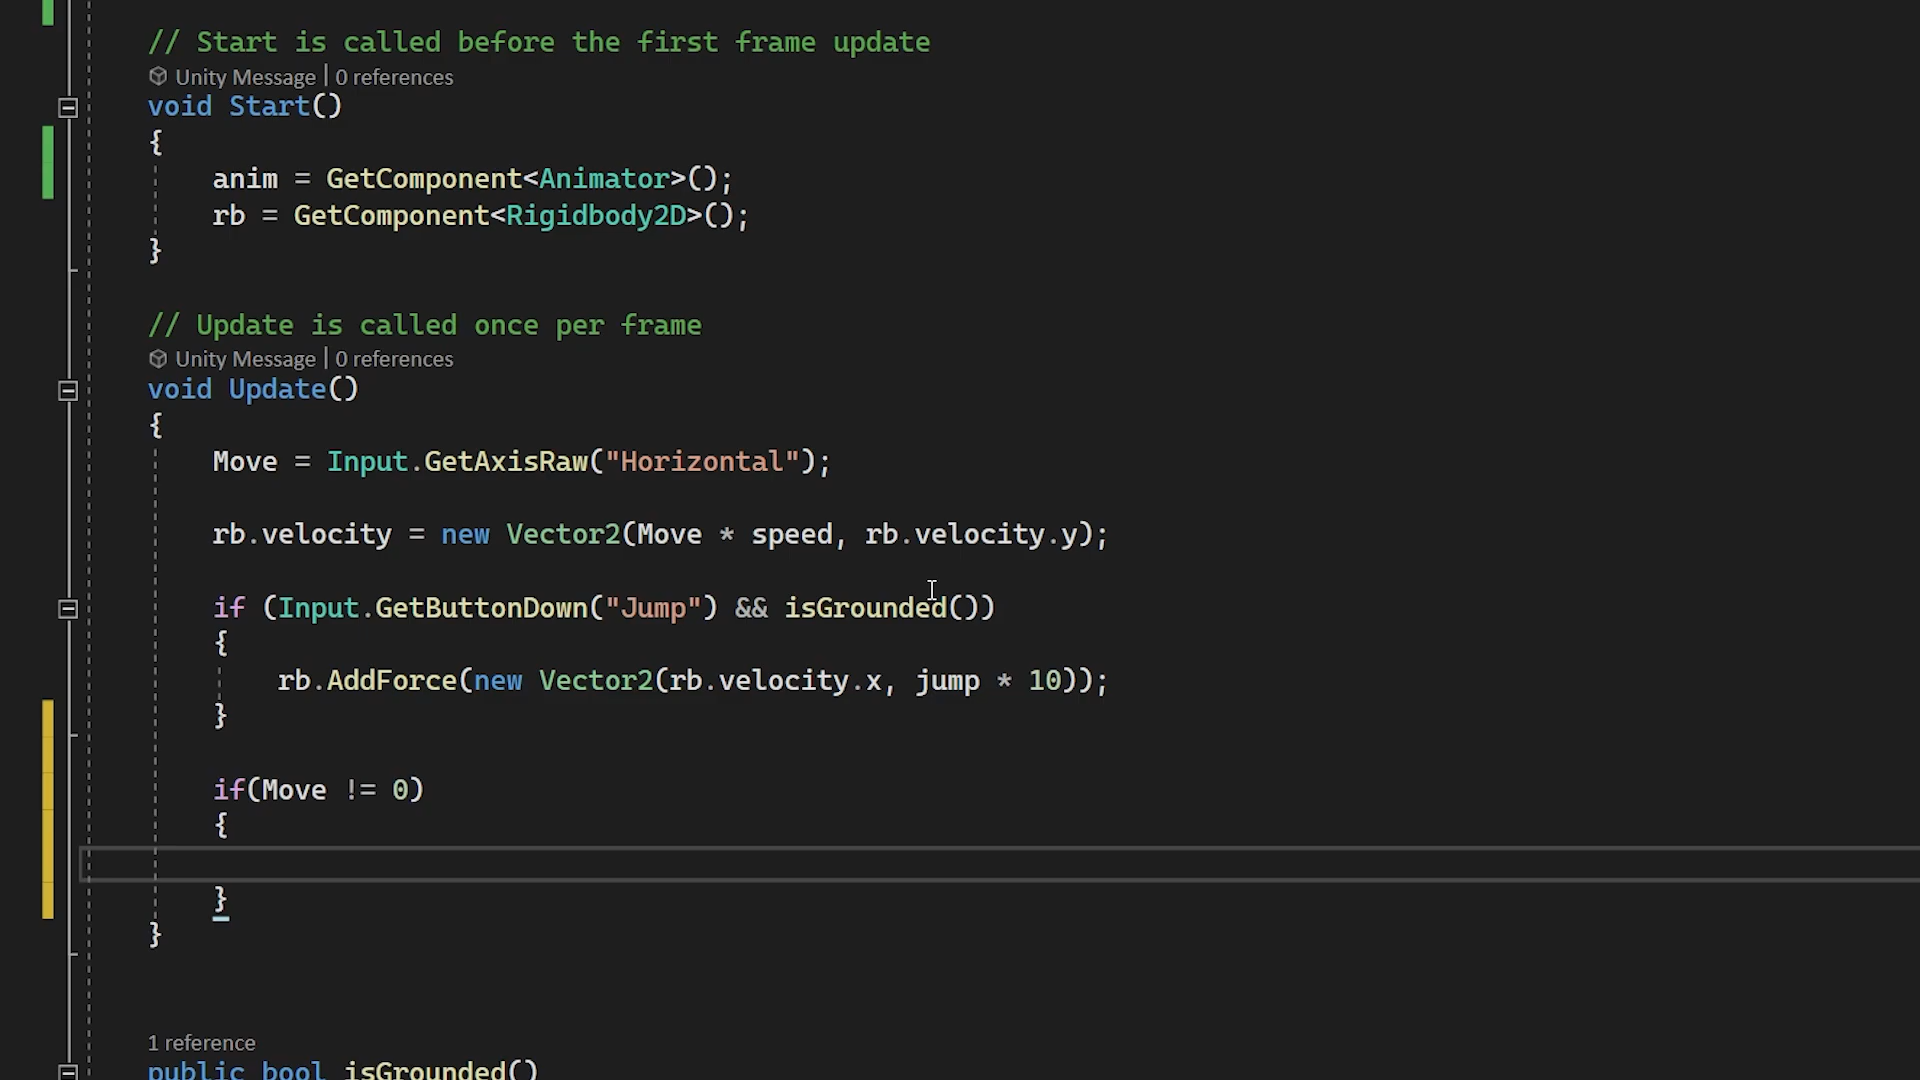 // Start is called before the first frame update
Unity Message | 0 references
void Start()
{
anim = GetComponent<Animator>();
rb = GetComponent<Rigidbody2D>();
}
// Update is called once per frame
Unity Message | 0 references
void Update()
{
Move = Input.GetAxisRaw("Horizontal");
rb.velocity = new Vector2(Move * speed, rb.velocity.y);
if (Input.GetButtonDown("Jump") && isGrounded())
{
rb.AddForce(new Vector2(rb.velocity.x, jump * 10));
}
if(Move != 0)
{
}
}
1 reference
public bool isGrounded()